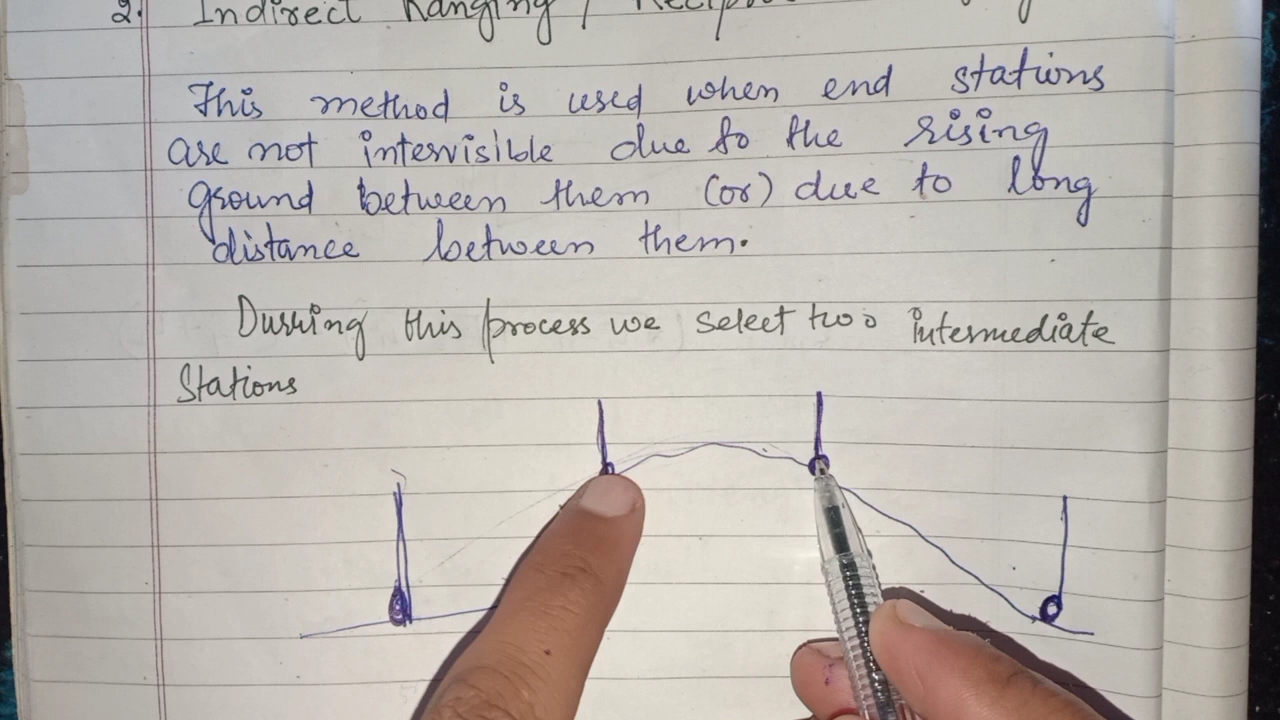 2. Indirect Ranging /
This method is used when end stations
are not intervisible due to the rising
ground between them (or) due to long
distance between them.
Durring this process we select two intermediate
Stations